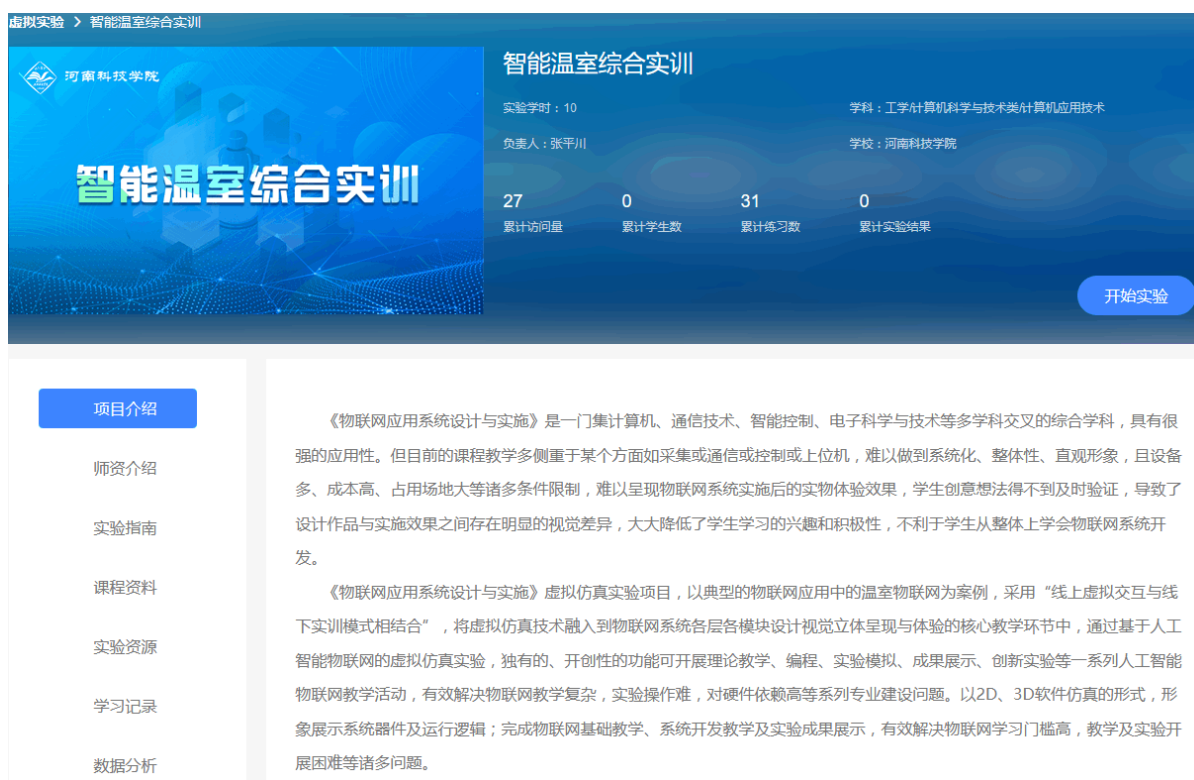 虚拟实验 > 智能温室综合实训
河南科技学院
智能温室综合实训
智能温室综合实训
实验学时：10
学科：工学/计算机科学与技术类/计算机应用技术
负责人：张平川
学校：河南科技学院
27 0 31 0
累计访问量 累计学生数 累计练习数 累计实验结果
开始实验
项目介绍
师资介绍
实验指南
课程资料
实验资源
学习记录
数据分析
《物联网应用系统设计与实施》是一门集计算机、通信技术、智能控制、电子科学与技术等多学科交叉的综合学科，具有很
强的应用性。但目前的课程教学多侧重于某个方面如采集或通信或控制或上位机，难以做到系统化、整体性、直观形象，且设备
多、成本高、占用场地大等诸多条件限制，难以呈现物联网系统实施后的实物体验效果，学生创意想法得不到及时验证，导致了
设计作品与实施效果之间存在明显的视觉差异，大大降低了学生学习的兴趣和积极性，不利于学生从整体上学会物联网系统开
发。
《物联网应用系统设计与实施》虚拟仿真实验项目，以典型的物联网应用中的温室物联网为案例，采用“线上虚拟交互与线
下实训模式相结合”，将虚拟仿真技术融入到物联网系统各层各模块设计视觉立体呈现与体验的核心教学环节中，通过基于人工
智能物联网的虚拟仿真实验，独有的、开创性的功能可开展理论教学、编程、实验模拟、成果展示、创新实验等一系列人工智能
物联网教学活动，有效解决物联网教学复杂，实验操作难，对硬件依赖高等系列专业建设问题。以2D、3D软件仿真的形式，形
象展示系统器件及运行逻辑；完成物联网基础教学、系统开发教学及实验成果展示，有效解决物联网学习门槛高，教学及实验开
展困难等诸多问题。